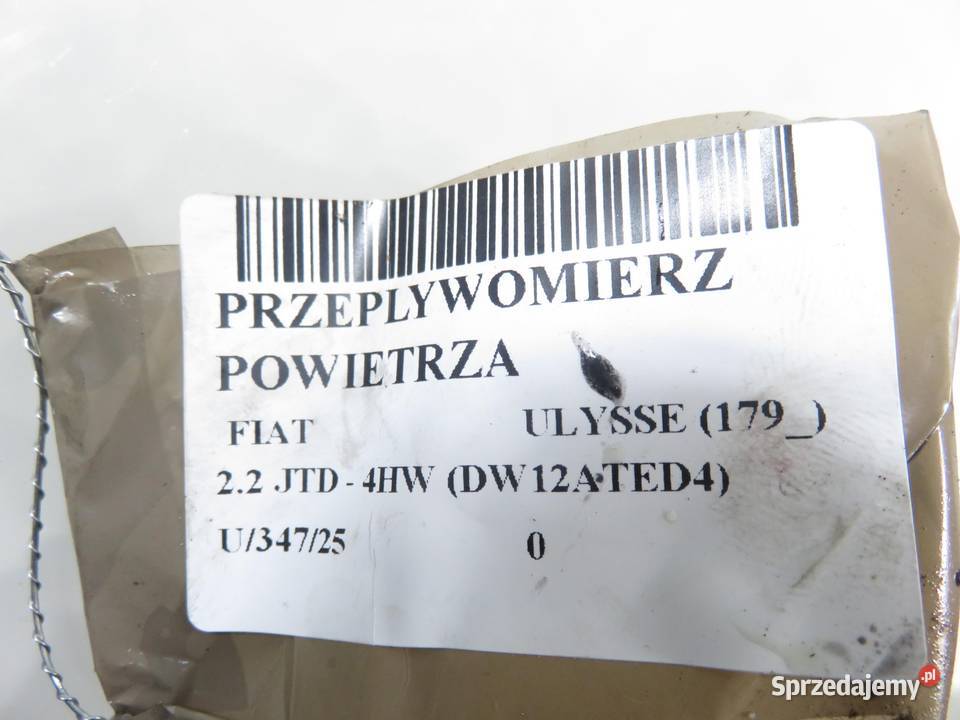 PRZEPLYWOMIERZ
POWIETRZA
FIAT ULYSSE (179_)
2.2 JTD - 4HW (DW12ATED4)
U/347/25 0
Sprzedajemy.pl